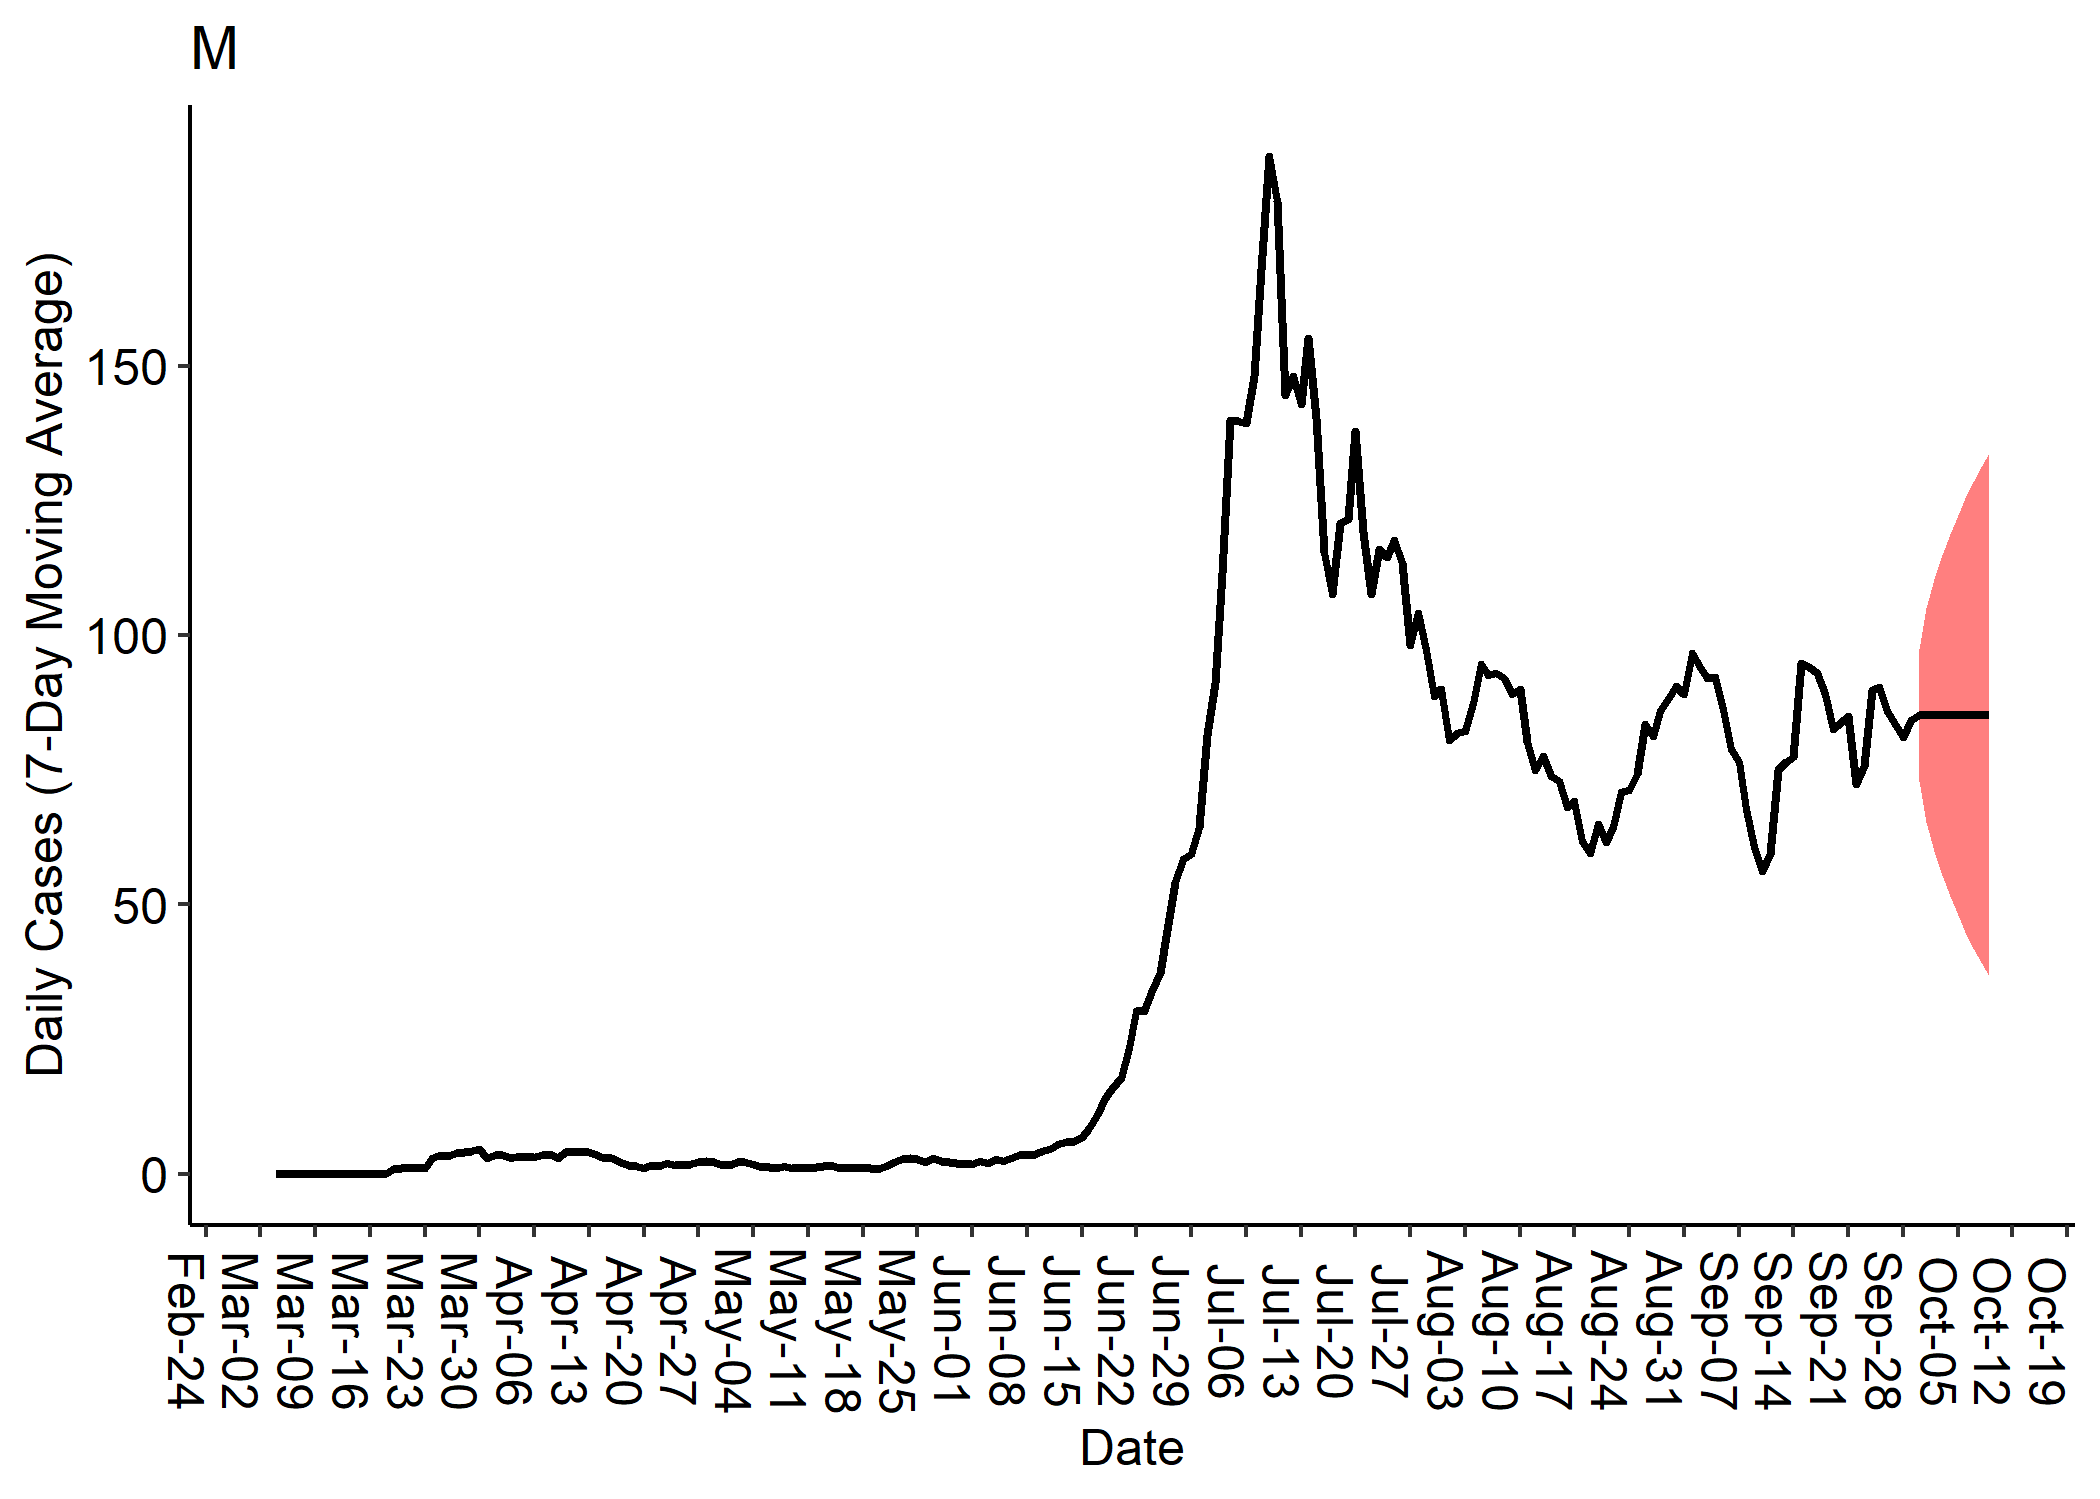 M
Daily Cases (7-Day Moving Average)
150
100
50
0
Feb-24
Mar-02
Mar-09
Mar-16
Mar-23
Mar-30
Apr-06
Apr-13
Apr-20
Apr-27
May-04
May-11
May-18
May-25
Jun-01
Jun-08
Jun-15
Jun-22
Jun-29
Jul-06
Jul-13
Jul-20
Jul-27
Aug-03
Aug-10
Aug-17
Aug-24
Aug-31
Sep-07
Sep-14
Sep-21
Sep-28
Oct-05
Oct-12
Oct-19
Date